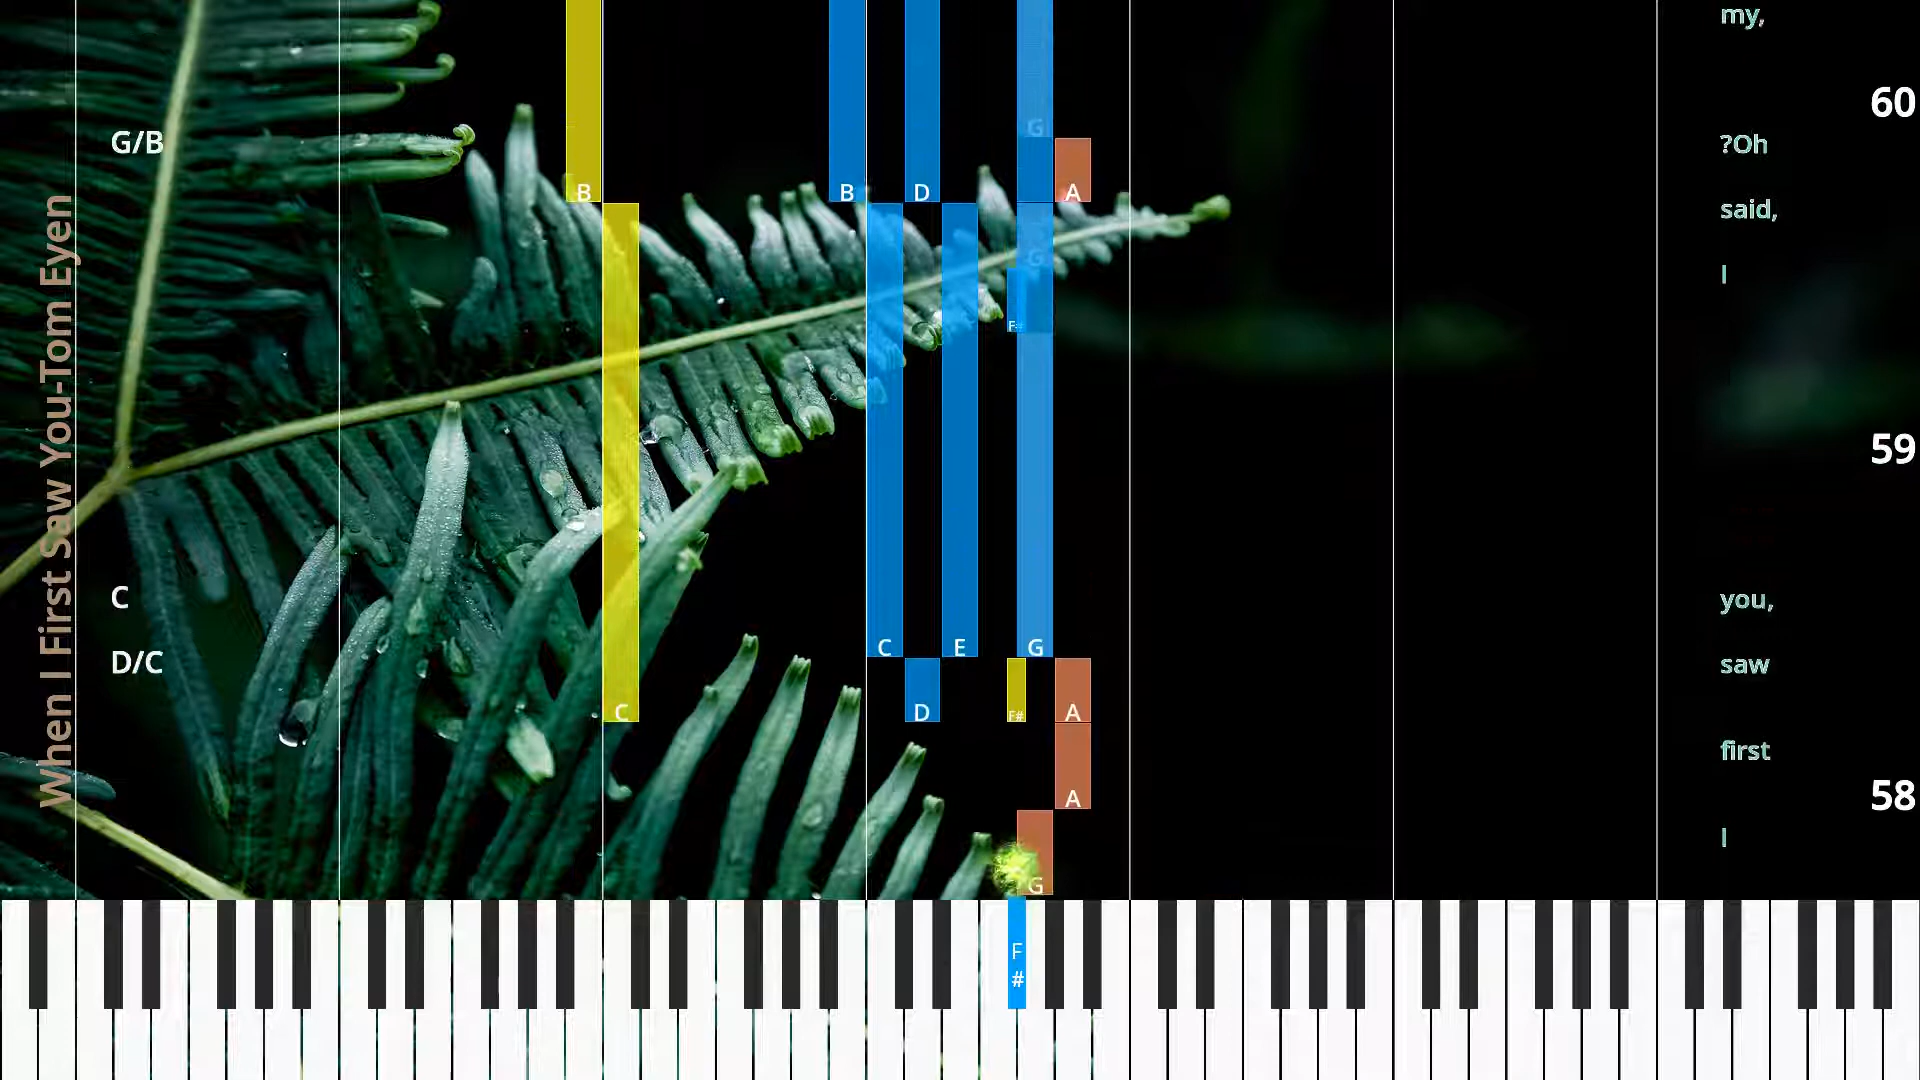 When I First Saw You-Tom Eyen
my,
60
G/B
?Oh
B
B
D
G
A
said,
G
I
F#
59
C
you,
C
E
G
D/C
saw
C
D
F#
A
first
A
58
I
G
F
#